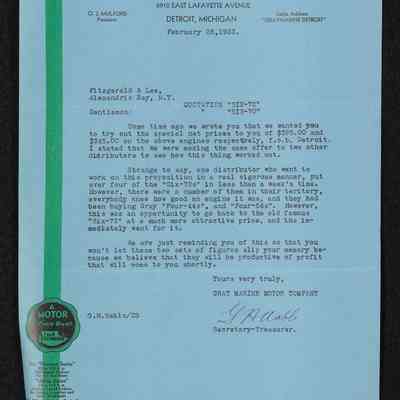 6910 EAST LAFAYETTE AVENUE
O. J. MULFORD
President
DETROIT, MICHIGAN
Cable Address
"GRAYMARINE DETROIT"
February 28, 1933.
Fitzgerald & Lee,
Alexandria Bay, N.Y.
QUOTATION "SIX-72"
Gentlemen: " "SIX-70"
Some time ago we wrote you that we wanted you
to try out the special net prices to you of $395.00 and
$345.00 on the above engines respectively, f.o.b. Detroit.
I stated that we were making the same offer to two other
distributors to see how this thing worked out.
Strange to say, one distributor who went to
work on this proposition in a real vigorous manner, put
over four of the "Six-72s" in less than a week's time.
However, there were a number of them in their territory,
everybody knew how good an engine it was, and they had
been buying Gray "Four-44s", and "Four-56s". However,
this was an opportunity to go back to the old famous
"Six-72" at a much more attractive price, and the im-
mediately went for it.
We are just reminding you of this so that you
won't let these two sets of figures slip your memory because
we believe that they will be productive of profit
that will come to you shortly.
Yours very truly,
GRAY MARINE MOTOR COMPANY
Secretary-Treasurer.
A
MOTOR
For Every Boat